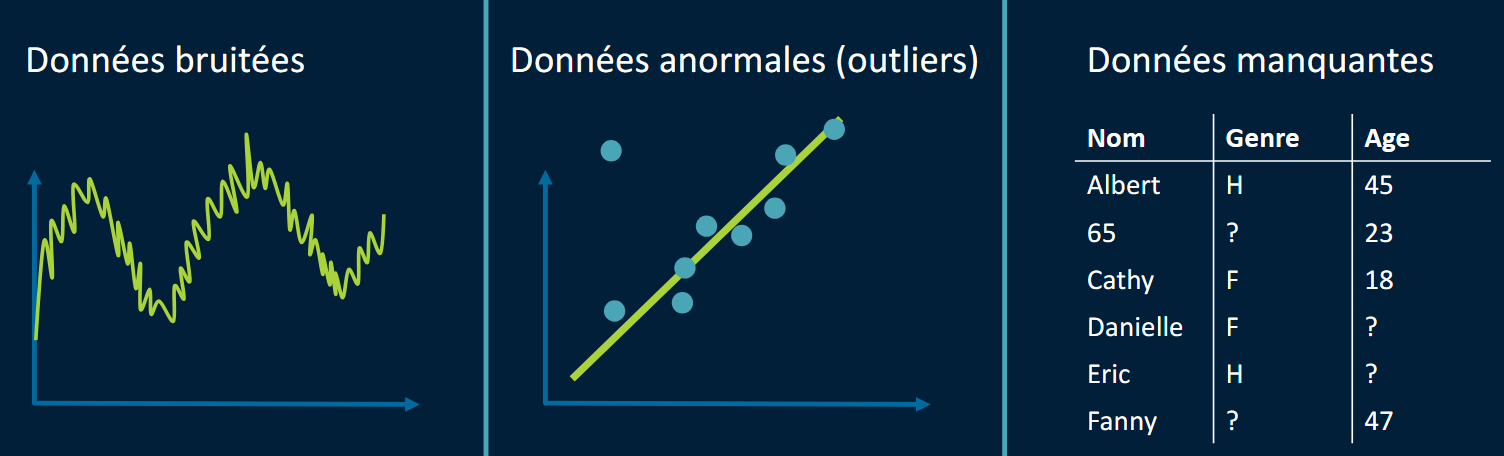 Données bruitées
Données anormales (outliers)
Données manquantes
Nom Genre Age
Albert H 45
65 ? 23
Cathy F 18
Danielle F ?
Eric H ?
Fanny ? 47